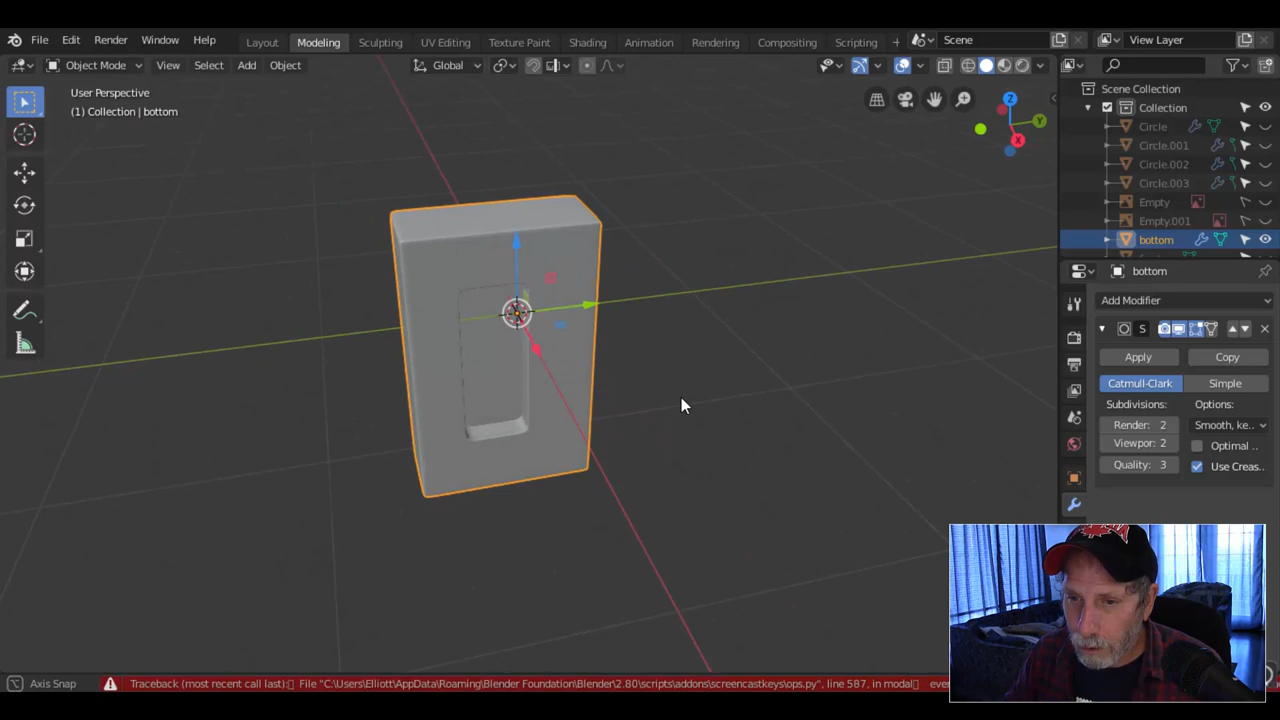 File Edit Render Window Help Layout Modeling Sculpting UV Editing Texture Paint Shading Animation Rendering Compositing Scripting + Scene View Layer
Object Mode View Select Add Object Global
User Perspective
(1) Collection | bottom
Z
Y
X
Scene Collection
Collection
Circle
Circle.001
Circle.002
Circle.003
Empty
Empty.001
bottom
bottom
Add Modifier
S
Apply Copy
Catmull-Clark Simple
Subdivisions: Options:
Render: 2 Smooth, ke..
Viewpor: 2 Optimal ..
Quality: 3 Use Creas..
Axis Snap Traceback (most recent call last): File "C:\Users\Elliott\AppData\Roaming\Blender Foundation\Blender\2.80\scripts\addons\screencastkeys\ops.py", line 587, in modal